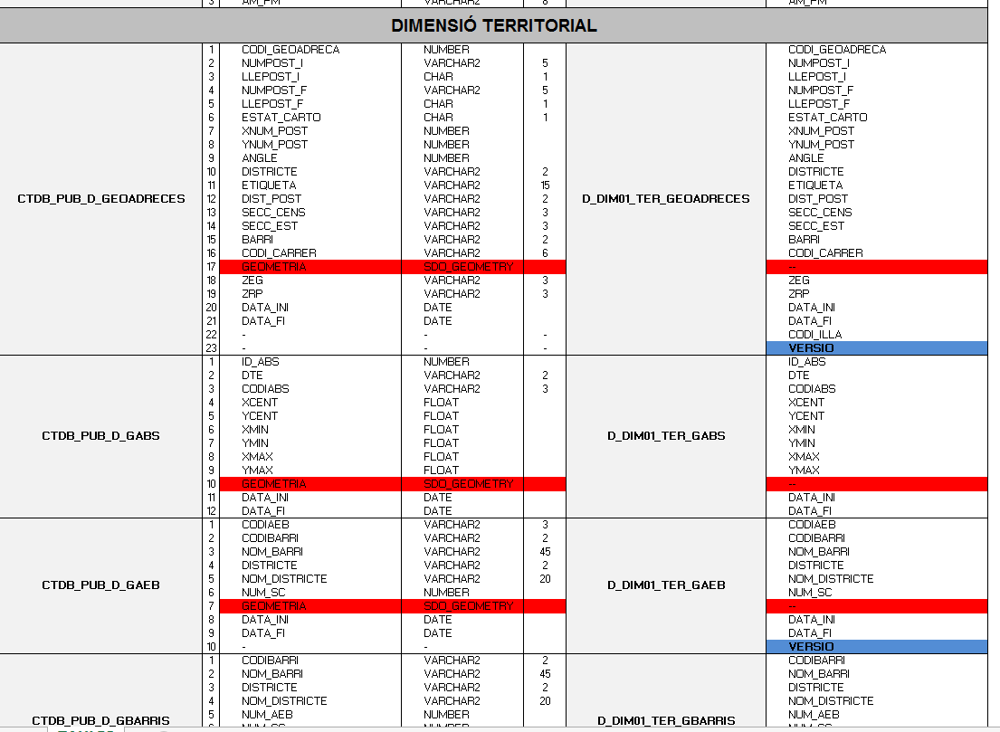 3 AM_PM VARCHAR2 8 AM_PM
DIMENSIÓ TERRITORIAL
1 CODI_GEOADRECA NUMBER CODI_GEOADRECA
2 NUMPOST_I VARCHAR2 5 NUMPOST_I
3 LLEPOST_I CHAR 1 LLEPOST_I
4 NUMPOST_F VARCHAR2 5 NUMPOST_F
5 LLEPOST_F CHAR 1 LLEPOST_F
6 ESTAT_CARTO CHAR 1 ESTAT_CARTO
7 XNUM_POST NUMBER XNUM_POST
8 YNUM_POST NUMBER YNUM_POST
9 ANGLE NUMBER ANGLE
10 DISTRICTE VARCHAR2 2 DISTRICTE
11 ETIQUETA VARCHAR2 15 ETIQUETA
CTDB_PUB_D_GEOADRECES 12 DIST_POST VARCHAR2 2 D_DIM01_TER_GEOADRECES DIST_POST
13 SECC_CENS VARCHAR2 3 SECC_CENS
14 SECC_EST VARCHAR2 3 SECC_EST
15 BARRI VARCHAR2 2 BARRI
16 CODI_CARRER VARCHAR2 6 CODI_CARRER
17 GEOMETRIA SDO_GEOMETRY --
18 ZEG VARCHAR2 3 ZEG
19 ZRP VARCHAR2 3 ZRP
20 DATA_INI DATE DATA_INI
21 DATA_FI DATE DATA_FI
22 - - - CODI_ILLA
23 - - - VERSIO
1 ID_ABS NUMBER ID_ABS
2 DTE VARCHAR2 2 DTE
3 CODIABS VARCHAR2 3 CODIABS
4 XCENT FLOAT XCENT
5 YCENT FLOAT YCENT
6 XMIN FLOAT XMIN
CTDB_PUB_D_GABS D_DIM01_TER_GABS
7 YMIN FLOAT YMIN
8 XMAX FLOAT XMAX
9 YMAX FLOAT YMAX
10 GEOMETRIA SDO_GEOMETRY --
11 DATA_INI DATE DATA_INI
12 DATA_FI DATE DATA_FI
1 CODIAEB VARCHAR2 3 CODIAEB
2 CODIBARRI VARCHAR2 2 CODIBARRI
3 NOM_BARRI VARCHAR2 45 NOM_BARRI
4 DISTRICTE VARCHAR2 2 DISTRICTE
5 NOM_DISTRICTE VARCHAR2 20 NOM_DISTRICTE
CTDB_PUB_D_GAEB D_DIM01_TER_GAEB
6 NUM_SC NUMBER NUM_SC
7 GEOMETRIA SDO_GEOMETRY --
8 DATA_INI DATE DATA_INI
9 DATA_FI DATE DATA_FI
10 - - VERSIO
1 CODIBARRI VARCHAR2 2 CODIBARRI
2 NOM_BARRI VARCHAR2 45 NOM_BARRI
3 DISTRICTE VARCHAR2 2 DISTRICTE
4 NOM_DISTRICTE VARCHAR2 20 NOM_DISTRICTE
5 NUM_AEB NUMBER NUM_AEB
CTDB_PUB_D_GBARRIS D_DIM01_TER_GBARRIS
6 NUM_SC NUMBER NUM_SC